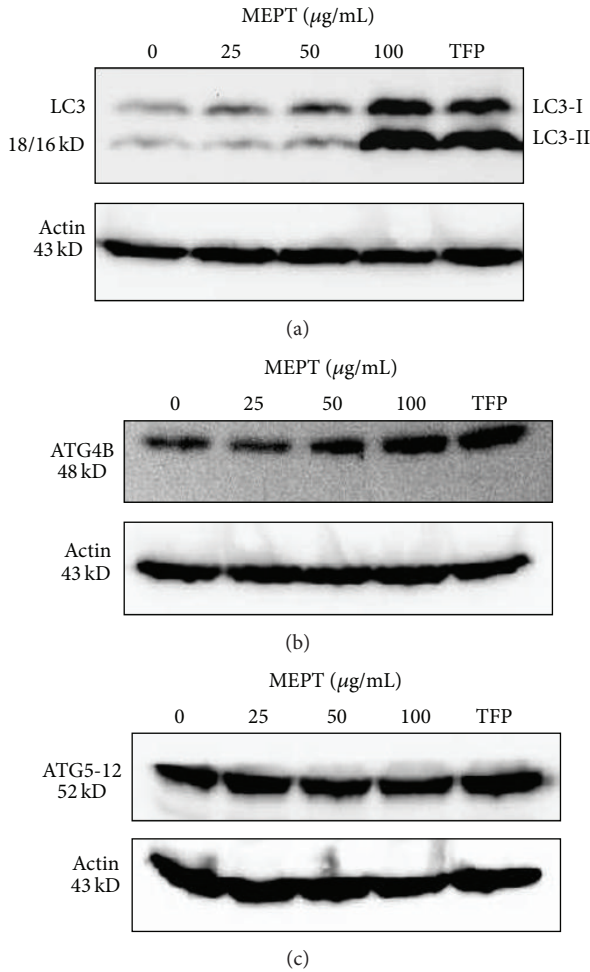 MEPT (μg/mL)
0 25 50 100 TFP
LC3 LC3-I
18/16 kD LC3-II
Actin
43 kD
(a)
MEPT (μg/mL)
0 25 50 100 TFP
ATG4B
48 kD
Actin
43 kD
(b)
MEPT (μg/mL)
0 25 50 100 TFP
ATG5-12
52 kD
Actin
43 kD
(c)